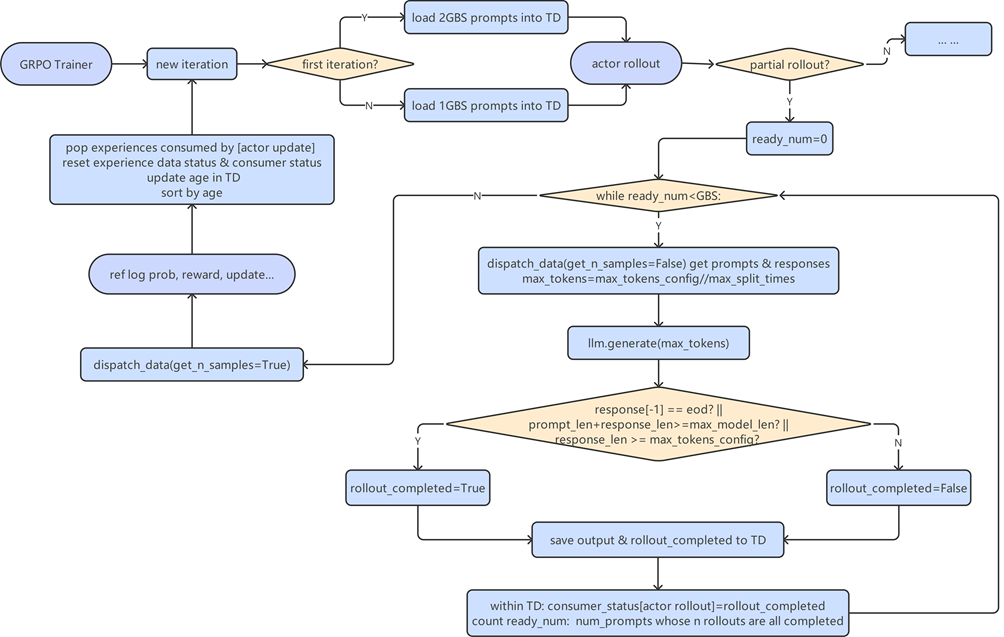 GRPO Trainer
new iteration
first iteration?
Y
load 2GBS prompts into TD
N
load 1GBS prompts into TD
actor rollout
partial rollout?
N
... ...
Y
ready_num=0
while ready_num<GBS:
N
Y
dispatch_data(get_n_samples=False) get prompts & responses
max_tokens=max_tokens_config//max_split_times
llm.generate(max_tokens)
response[-1] == eod? ||
prompt_len+response_len>=max_model_len? ||
response_len >= max_tokens_config?
Y
N
rollout_completed=True
rollout_completed=False
save output & rollout_completed to TD
within TD: consumer_status[actor rollout]=rollout_completed
count ready_num: num_prompts whose n rollouts are all completed
dispatch_data(get_n_samples=True)
ref log prob, reward, update...
pop experiences consumed by [actor update]
reset experience data status & consumer status
update age in TD
sort by age